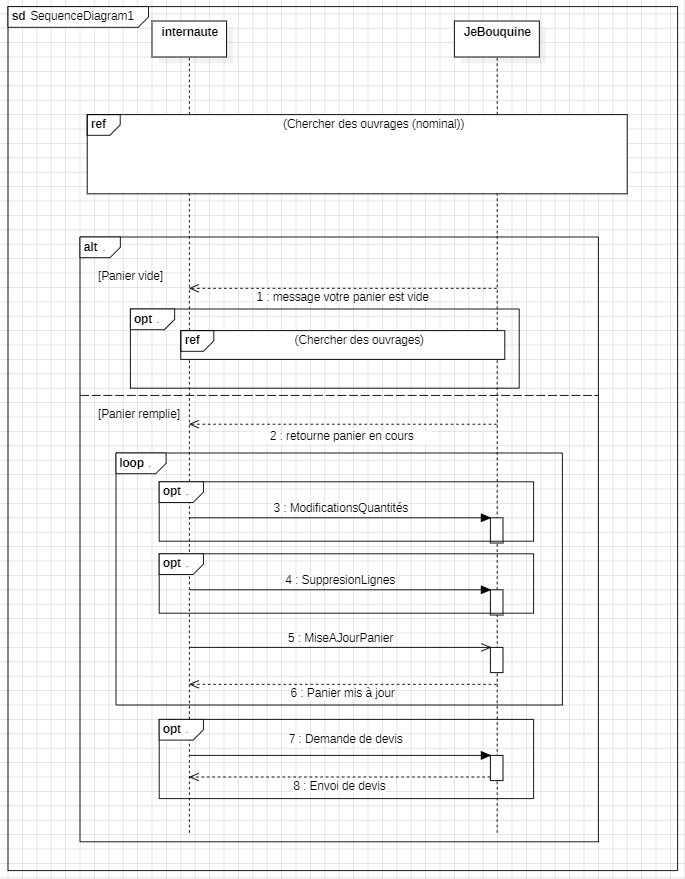 sd SequenceDiagram1
internaute
JeBouquine
ref
(Chercher des ouvrages (nominal))
alt .
[Panier vide]
1 : message votre panier est vide
opt .
ref
(Chercher des ouvrages)
[Panier remplie]
2 : retourne panier en cours
loop .
opt .
3 : ModificationsQuantités
opt .
4 : SuppresionLignes
5 : MiseAJourPanier
6 : Panier mis à jour
opt .
7 : Demande de devis
8 : Envoi de devis